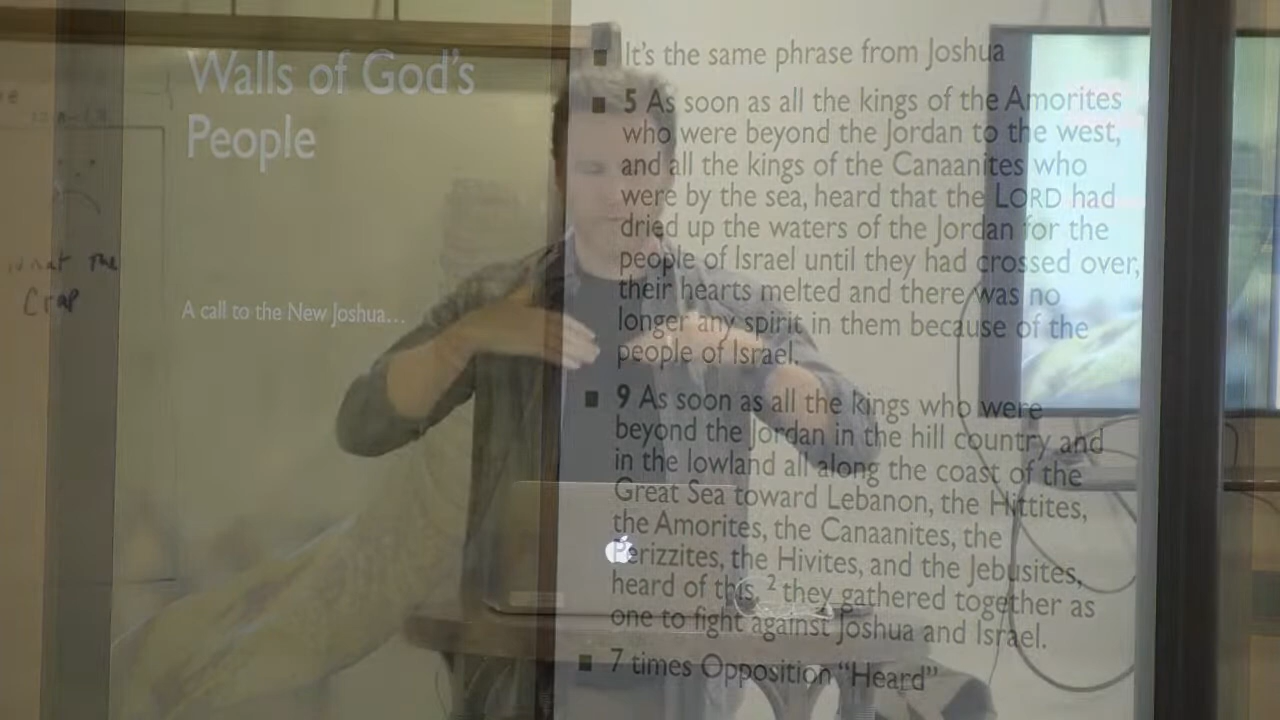 Walls of God's
People
A call to the New Joshua...
what the
Crap
It's the same phrase from Joshua
5 As soon as all the kings of the Amorites
who were beyond the Jordan to the west,
and all the kings of the Canaanites who
were by the sea, heard that the LORD had
dried up the waters of the Jordan for the
people of Israel until they had crossed over,
their hearts melted and there was no
longer any spirit in them because of the
people of Israel.
9 As soon as all the kings who were
beyond the Jordan in the hill country and
in the lowland all along the coast of the
Great Sea toward Lebanon, the Hittites,
the Amorites, the Canaanites, the
Perizzites, the Hivites, and the Jebusites,
heard of this, 2 they gathered together as
one to fight against Joshua and Israel.
7 times Opposition “Heard”